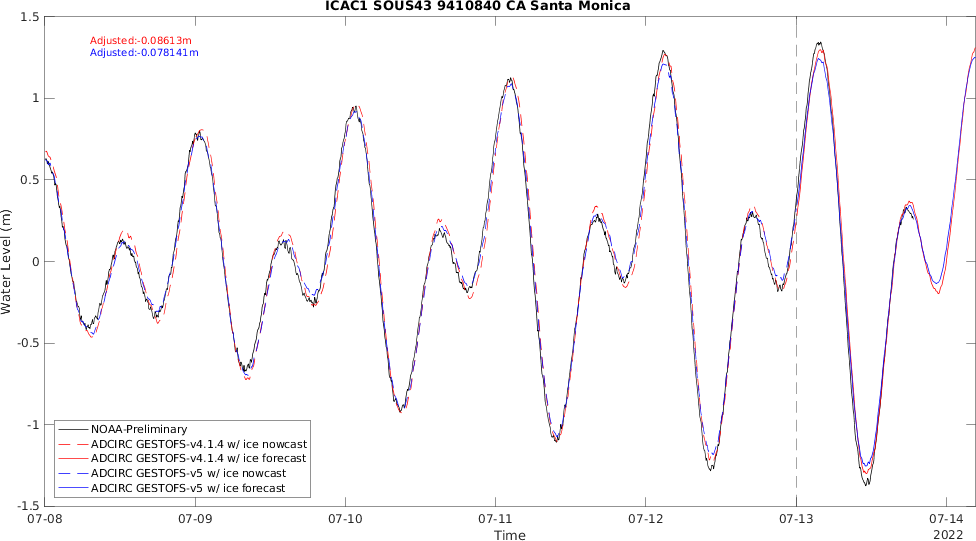 ICAC1 SOUS43 9410840 CA Santa Monica
Adjusted:-0.08613m
Adjusted:-0.078141m
Water Level (m)
1.5
1
0.5
0
-0.5
-1
-1.5
NOAA-Preliminary
ADCIRC GESTOFS-v4.1.4 w/ ice nowcast
ADCIRC GESTOFS-v4.1.4 w/ ice forecast
ADCIRC GESTOFS-v5 w/ ice nowcast
ADCIRC GESTOFS-v5 w/ ice forecast
07-08 07-09 07-10 07-11 07-12 07-13 07-14
2022
Time